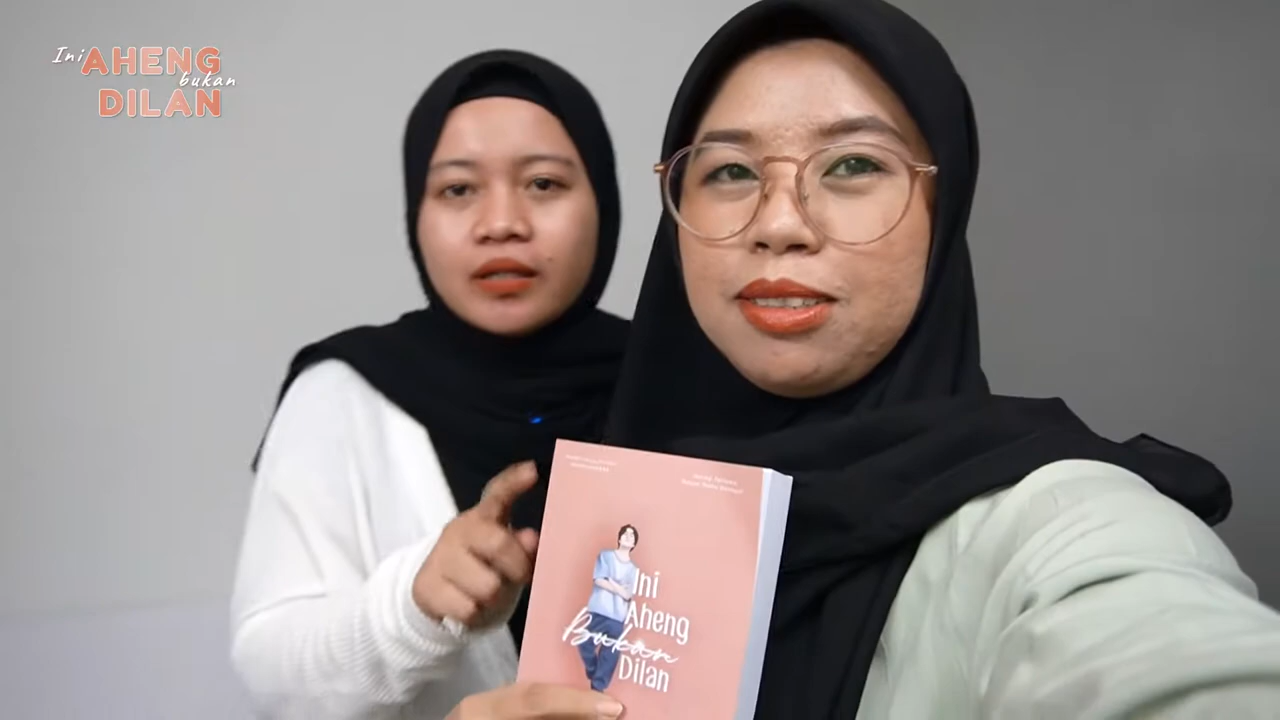 Ini AHENG
bukan
DILAN
Ini
Aheng
Bukan
Dilan